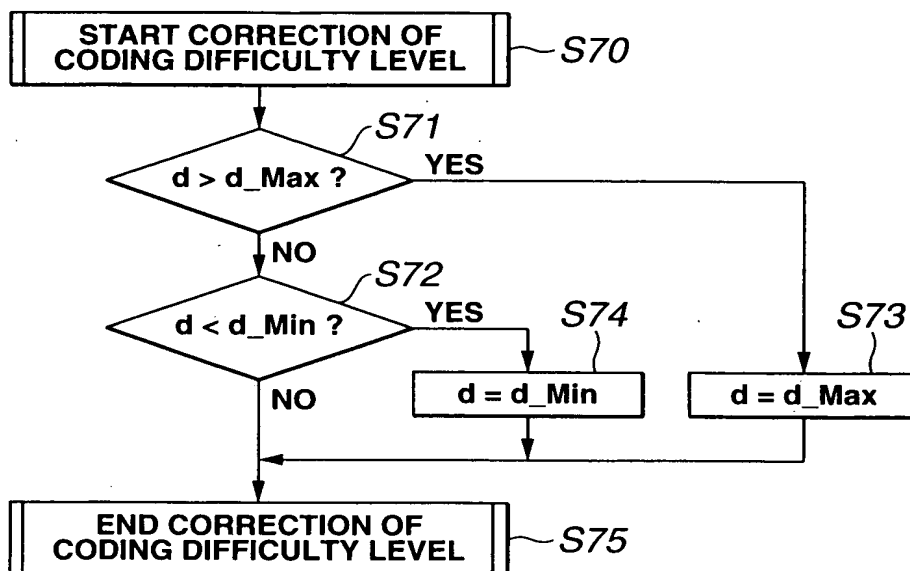 START CORRECTION OF
CODING DIFFICULTY LEVEL
S70
S71
d > d_Max ?
YES
NO
S72
d < d_Min ?
YES
NO
S74
d = d_Min
S73
d = d_Max
END CORRECTION OF
CODING DIFFICULTY LEVEL
S75